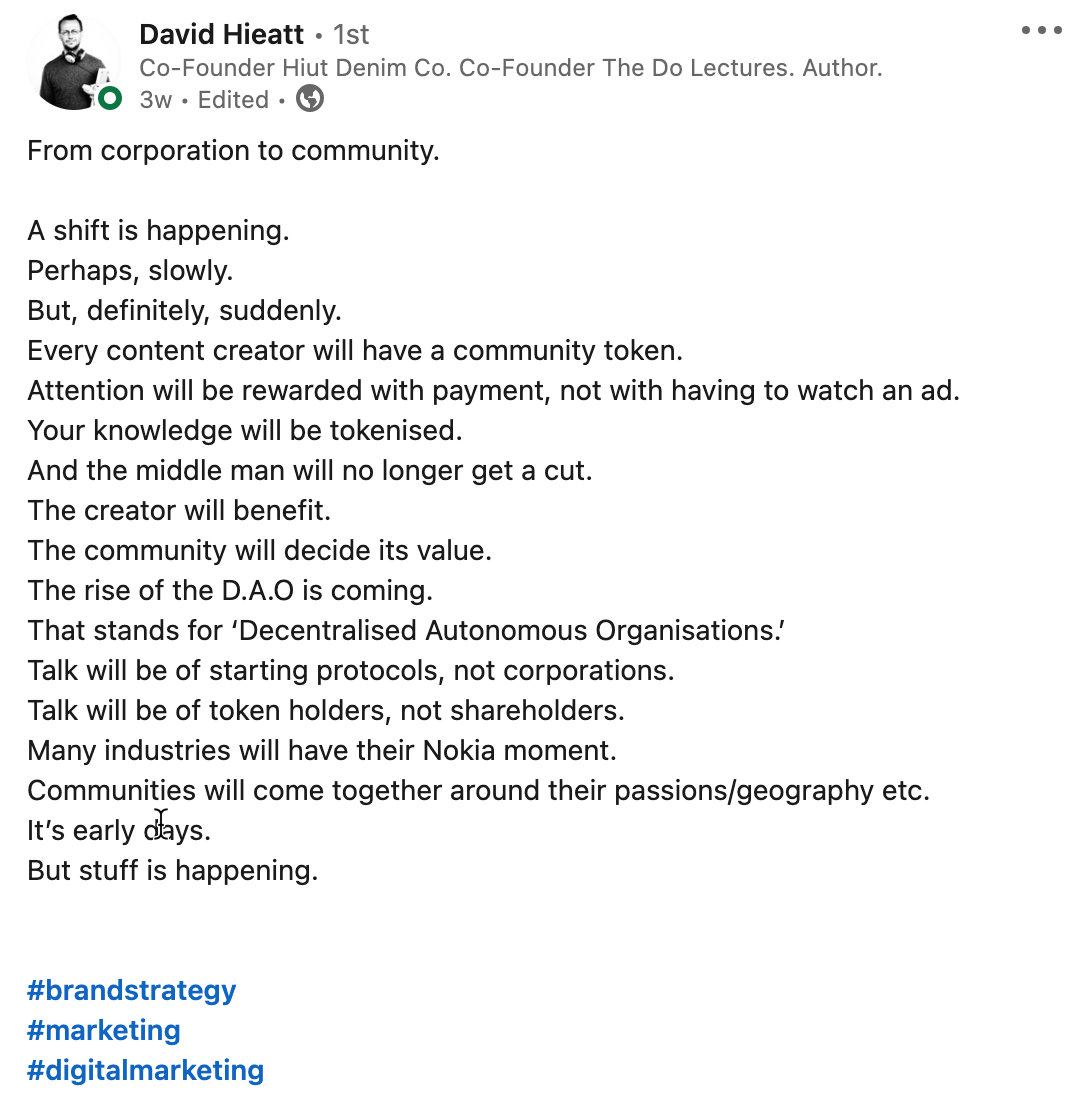 David Hieatt • 1st
Co-Founder Hiut Denim Co. Co-Founder The Do Lectures. Author.
3w • Edited •
From corporation to community.
A shift is happening.
Perhaps, slowly.
But, definitely, suddenly.
Every content creator will have a community token.
Attention will be rewarded with payment, not with having to watch an ad.
Your knowledge will be tokenised.
And the middle man will no longer get a cut.
The creator will benefit.
The community will decide its value.
The rise of the D.A.O is coming.
That stands for ‘Decentralised Autonomous Organisations.’
Talk will be of starting protocols, not corporations.
Talk will be of token holders, not shareholders.
Many industries will have their Nokia moment.
Communities will come together around their passions/geography etc.
It’s early days.
But stuff is happening.
#brandstrategy
#marketing
#digitalmarketing